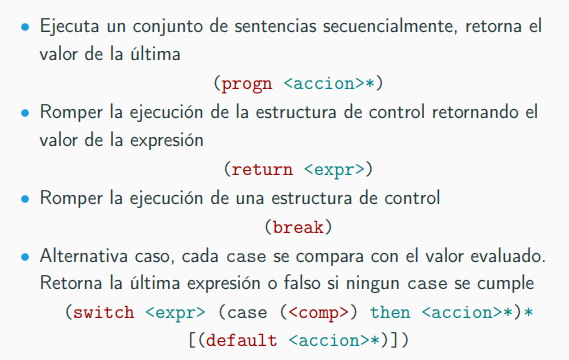 • Ejecuta un conjunto de sentencias secuencialmente, retorna el
valor de la última
(progn <accion>*)
• Romper la ejecución de la estructura de control retornando el
valor de la expresión
(return <expr>)
• Romper la ejecución de una estructura de control
(break)
• Alternativa caso, cada case se compara con el valor evaluado.
Retorna la última expresión o falso si ningun case se cumple
(switch <expr> (case (<comp>) then <accion>*)*
[(default <accion>*)])